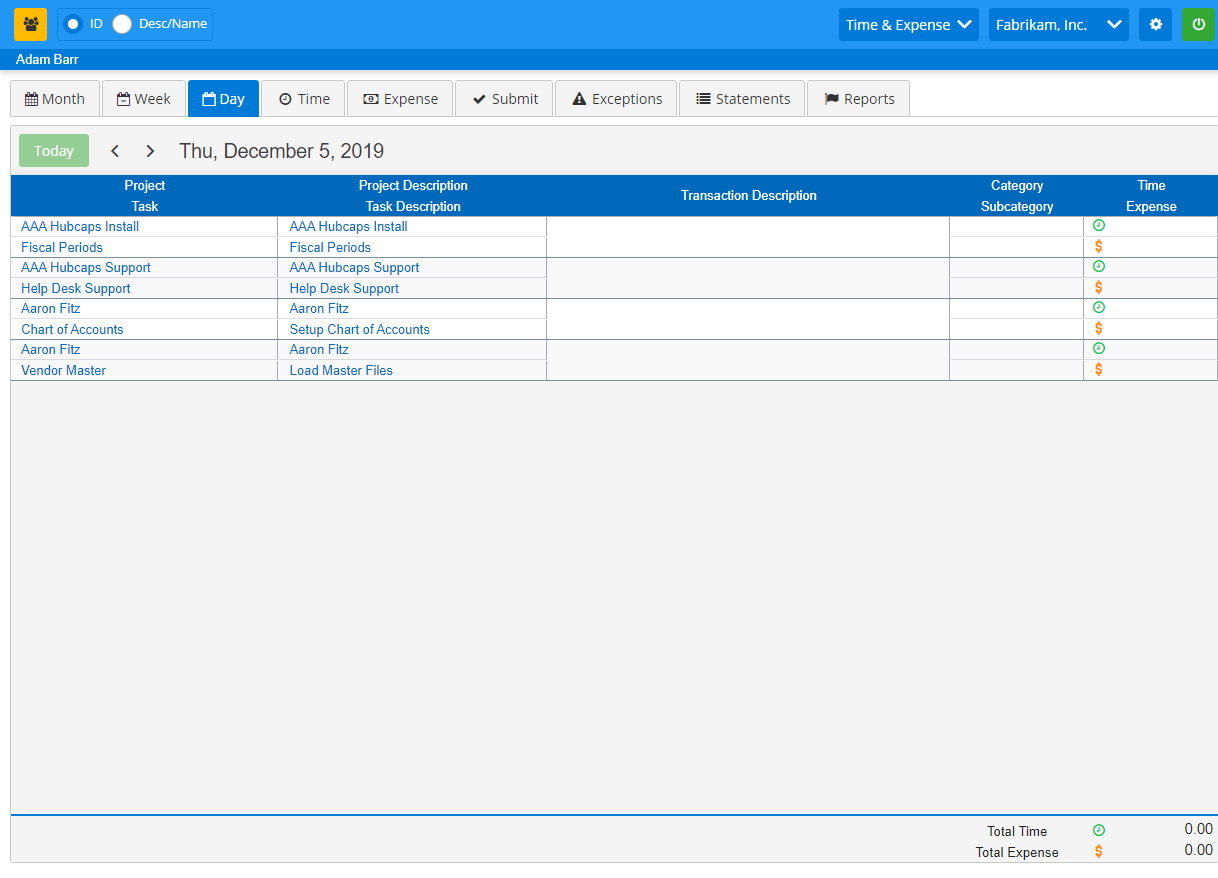 ID Desc/Name Time & Expense Fabrikam, Inc.
Adam Barr
Month Week Day Time Expense Submit Exceptions Statements Reports
Today Thu, December 5, 2019
Project Project Description Transaction Description Category Time
Task Task Description Subcategory Expense
AAA Hubcaps Install AAA Hubcaps Install
Fiscal Periods Fiscal Periods $
AAA Hubcaps Support AAA Hubcaps Support
Help Desk Support Help Desk Support $
Aaron Fitz Aaron Fitz
Chart of Accounts Setup Chart of Accounts $
Aaron Fitz Aaron Fitz
Vendor Master Load Master Files $
Total Time 0.00
Total Expense $ 0.00